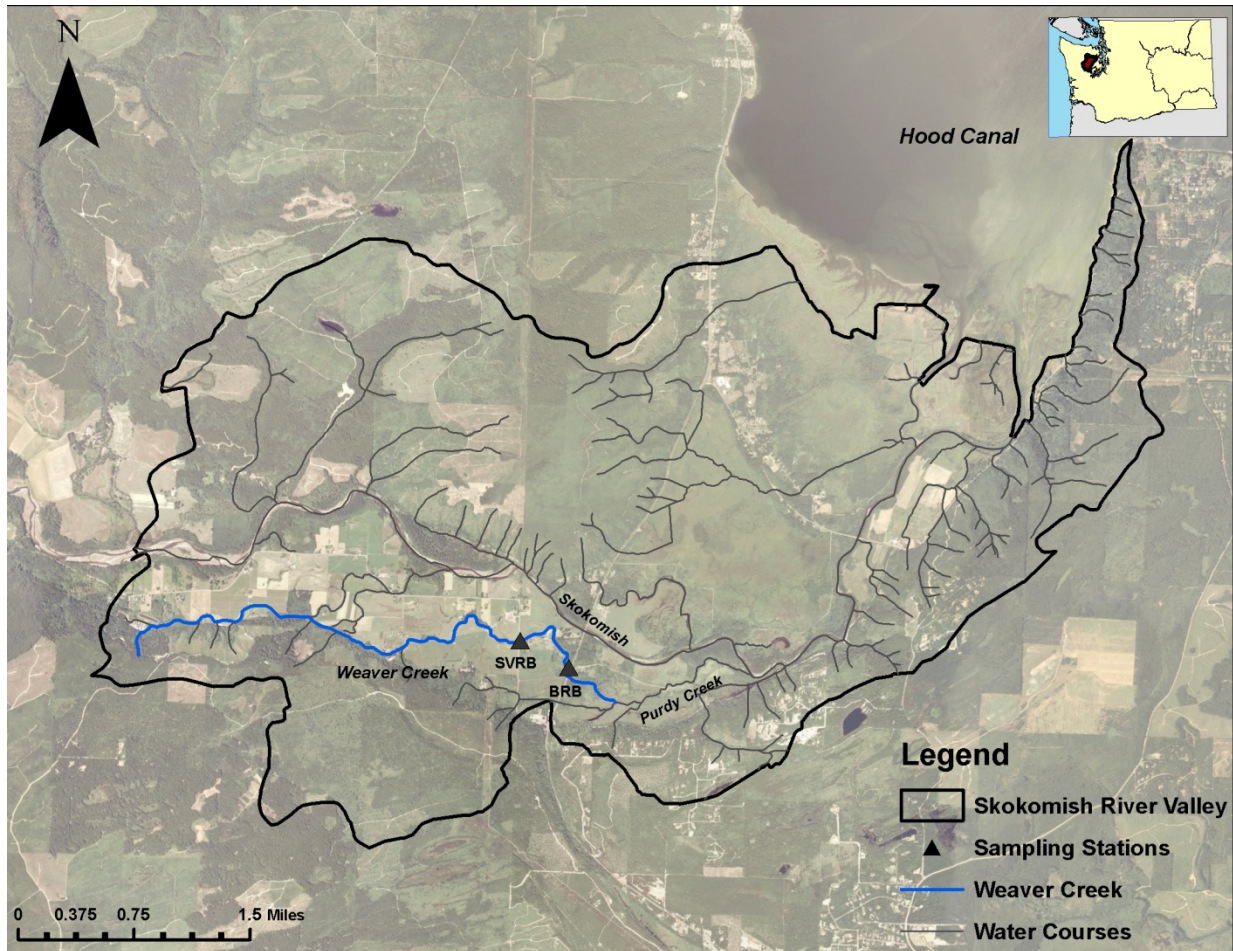 N
Hood Canal
Skokomish
SVRB
Weaver Creek
BRB
Purdy Creek
Legend
Skokomish River Valley
Sampling Stations
Weaver Creek
Water Courses
0 0.375 0.75 1.5 Miles